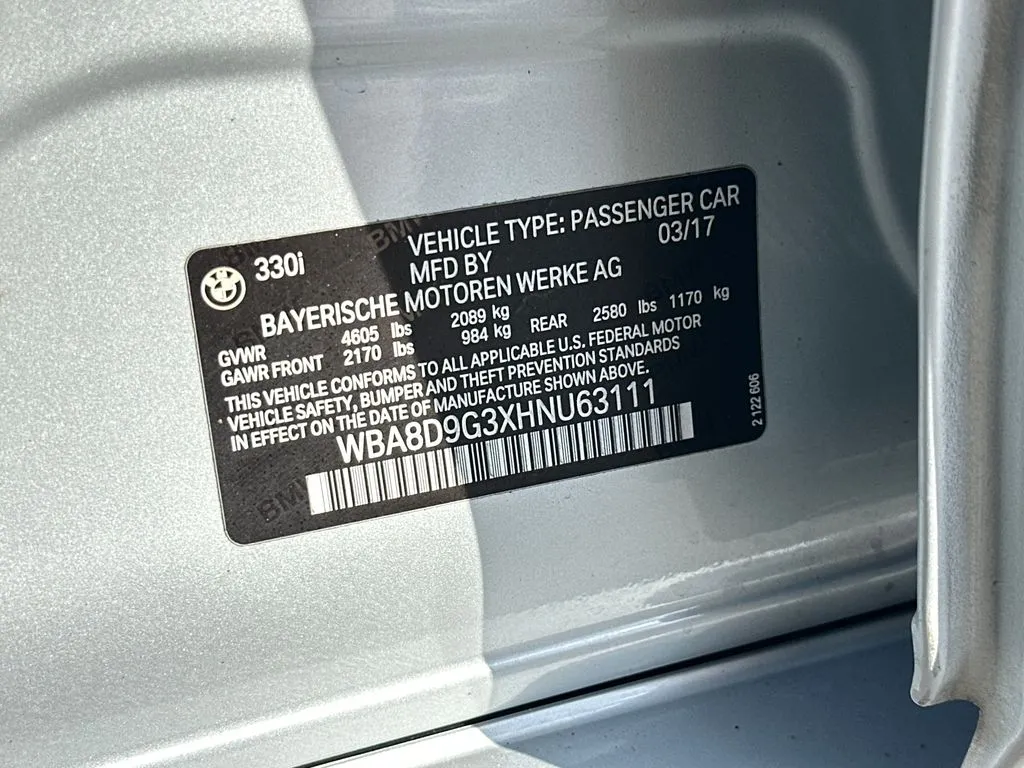 330i
VEHICLE TYPE: PASSENGER CAR
MFD BY 03/17
BAYERISCHE MOTOREN WERKE AG
GVWR 4605 lbs 2089 kg
GAWR FRONT 2170 lbs 984 kg REAR 2580 lbs 1170 kg
THIS VEHICLE CONFORMS TO ALL APPLICABLE U.S. FEDERAL MOTOR
VEHICLE SAFETY, BUMPER AND THEFT PREVENTION STANDARDS
IN EFFECT ON THE DATE OF MANUFACTURE SHOWN ABOVE.
WBA8D9G3XHNU63111
2 122 606